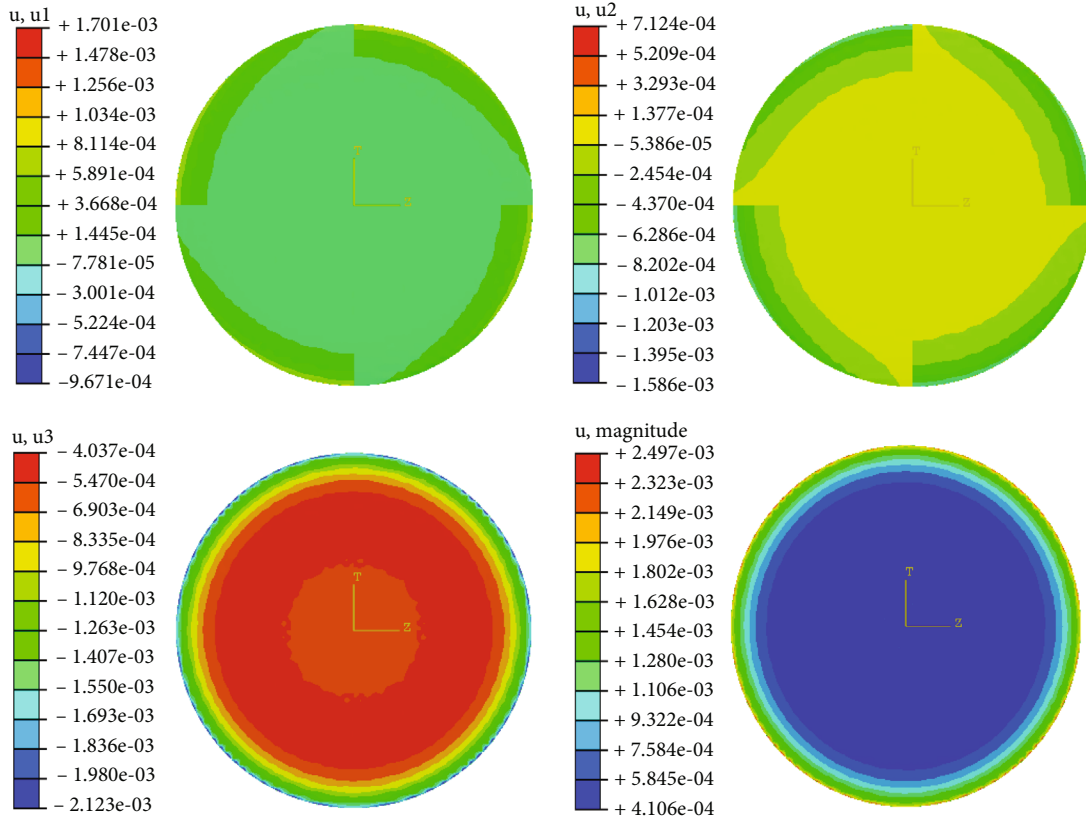 u, u1
+ 1.701e-03
+ 1.478e-03
+ 1.256e-03
+ 1.034e-03
+ 8.114e-04
+ 5.891e-04
+ 3.668e-04
+ 1.445e-04
– 7.781e-05
– 3.001e-04
– 5.224e-04
– 7.447e-04
–9.671e-04
Z
u, u2
+ 7.124e-04
+ 5.209e-04
+ 3.293e-04
+ 1.377e-04
– 5.386e-05
– 2.454e-04
– 4.370e-04
– 6.286e-04
– 8.202e-04
– 1.012e-03
– 1.203e-03
– 1.395e-03
– 1.586e-03
T
Z
u, u3
– 4.037e-04
– 5.470e-04
– 6.903e-04
– 8.335e-04
– 9.768e-04
– 1.120e-03
– 1.263e-03
– 1.407e-03
– 1.550e-03
– 1.693e-03
– 1.836e-03
– 1.980e-03
– 2.123e-03
T
Z
u, magnitude
+ 2.497e-03
+ 2.323e-03
+ 2.149e-03
+ 1.976e-03
+ 1.802e-03
+ 1.628e-03
+ 1.454e-03
+ 1.280e-03
+ 1.106e-03
+ 9.322e-04
+ 7.584e-04
+ 5.845e-04
+ 4.106e-04
T
Z